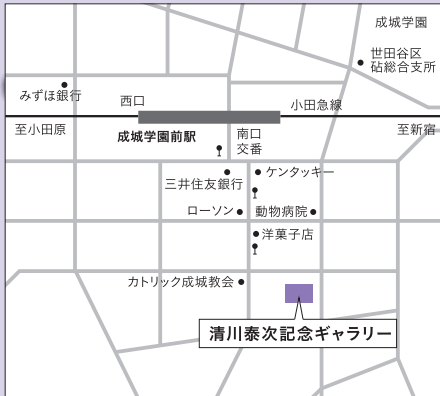 成城学園
世田谷区
砧総合支所
みずほ銀行
西口
小田急線
至小田原
成城学園前駅
南口
交番
至新宿
三井住友銀行
ケンタッキー
ローソン
動物病院
洋菓子店
カトリック成城教会
清川泰次記念ギャラリー